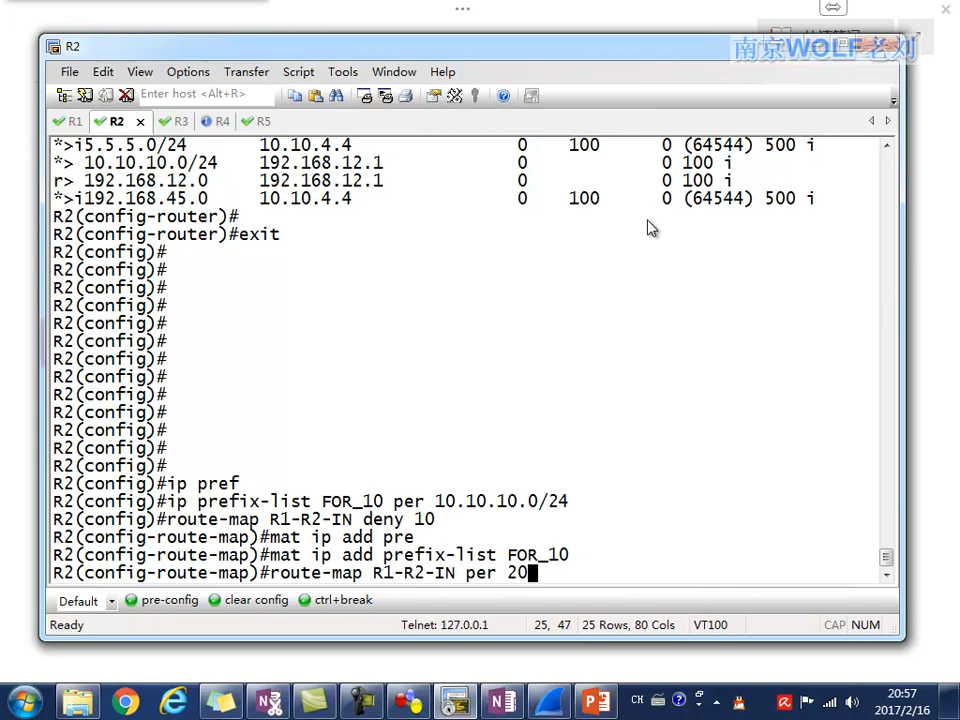 R2
南京WOLF老刘
File Edit View Options Transfer Script Tools Window Help
Enter host <Alt+R>
R1 R2 R3 R4 R5
*>i5.5.5.0/24 10.10.4.4 0 100 0 (64544) 500 i
*> 10.10.10.0/24 192.168.12.1 0 0 100 i
r> 192.168.12.0 192.168.12.1 0 0 100 i
*>i192.168.45.0 10.10.4.4 0 100 0 (64544) 500 i
R2(config-router)#
R2(config-router)#exit
R2(config)#
R2(config)#
R2(config)#
R2(config)#
R2(config)#
R2(config)#
R2(config)#
R2(config)#
R2(config)#
R2(config)#
R2(config)#
R2(config)#
R2(config)#
R2(config)#ip pref
R2(config)#ip prefix-list FOR_10 per 10.10.10.0/24
R2(config)#route-map R1-R2-IN deny 10
R2(config-route-map)#mat ip add pre
R2(config-route-map)#mat ip add prefix-list FOR_10
R2(config-route-map)#route-map R1-R2-IN per 20
Default pre-config clear config ctrl+break
Ready Telnet: 127.0.0.1 25, 47 25 Rows, 80 Cols VT100 CAP NUM
CH
20:57
2017/2/16